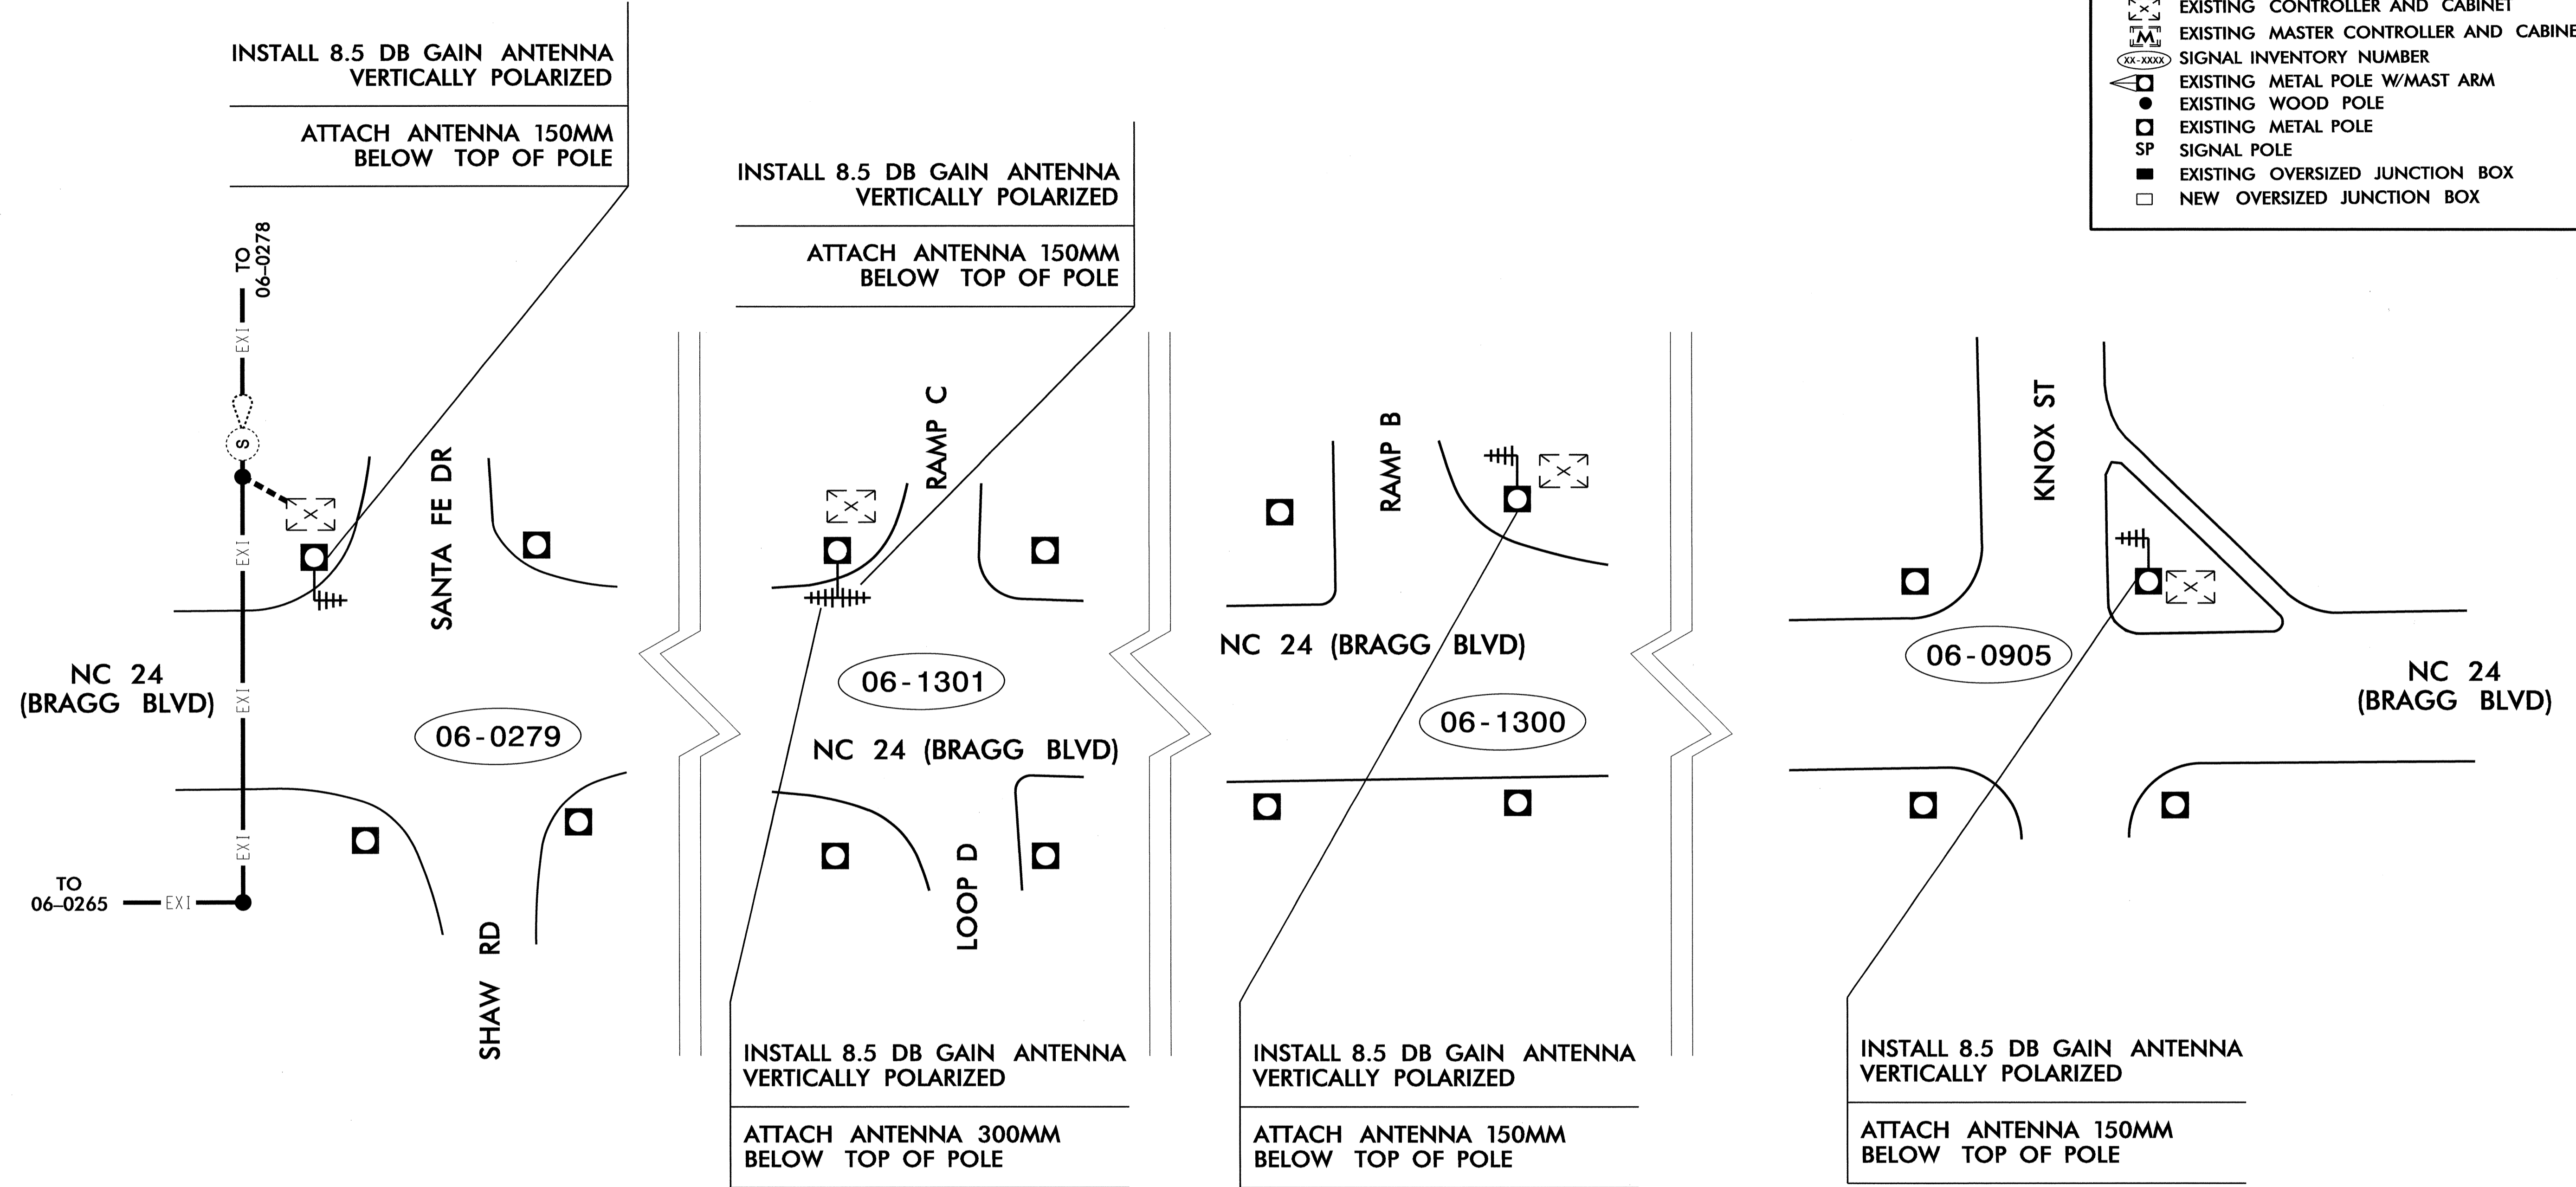 INSTALL 8.5 DB GAIN ANTENNA
VERTICALLY POLARIZED
ATTACH ANTENNA 150MM
BELOW TOP OF POLE
INSTALL 8.5 DB GAIN ANTENNA
VERTICALLY POLARIZED
ATTACH ANTENNA 150MM
BELOW TOP OF POLE
X EXISTING CONTROLLER AND CABINET
M EXISTING MASTER CONTROLLER AND CABINE
XX-XXXX SIGNAL INVENTORY NUMBER
EXISTING METAL POLE W/MAST ARM
EXISTING WOOD POLE
EXISTING METAL POLE
SP SIGNAL POLE
EXISTING OVERSIZED JUNCTION BOX
NEW OVERSIZED JUNCTION BOX
TO
06-0278
EXI
S
X
EXI
EXI
EXI
TO
06-0265
EXI
SANTA FE DR
NC 24
(BRAGG BLVD)
06-0279
SHAW RD
RAMP C
X
06-1301
NC 24 (BRAGG BLVD)
LOOP D
RAMP B
X
NC 24 (BRAGG BLVD)
06-1300
KNOX ST
X
06-0905
NC 24
(BRAGG BLVD)
INSTALL 8.5 DB GAIN ANTENNA
VERTICALLY POLARIZED
ATTACH ANTENNA 300MM
BELOW TOP OF POLE
INSTALL 8.5 DB GAIN ANTENNA
VERTICALLY POLARIZED
ATTACH ANTENNA 150MM
BELOW TOP OF POLE
INSTALL 8.5 DB GAIN ANTENNA
VERTICALLY POLARIZED
ATTACH ANTENNA 150MM
BELOW TOP OF POLE